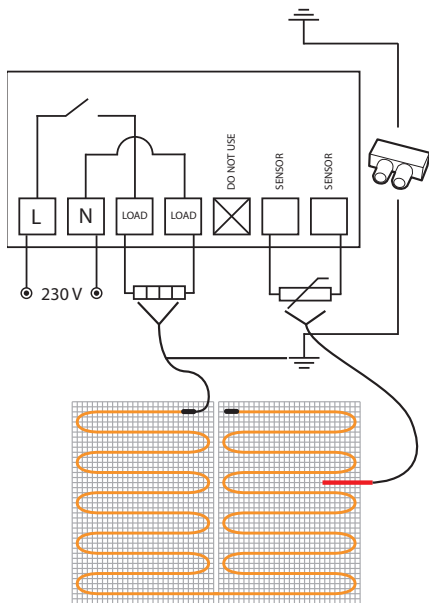 L
N
LOAD
LOAD
DO NOT USE
SENSOR
SENSOR
230 V